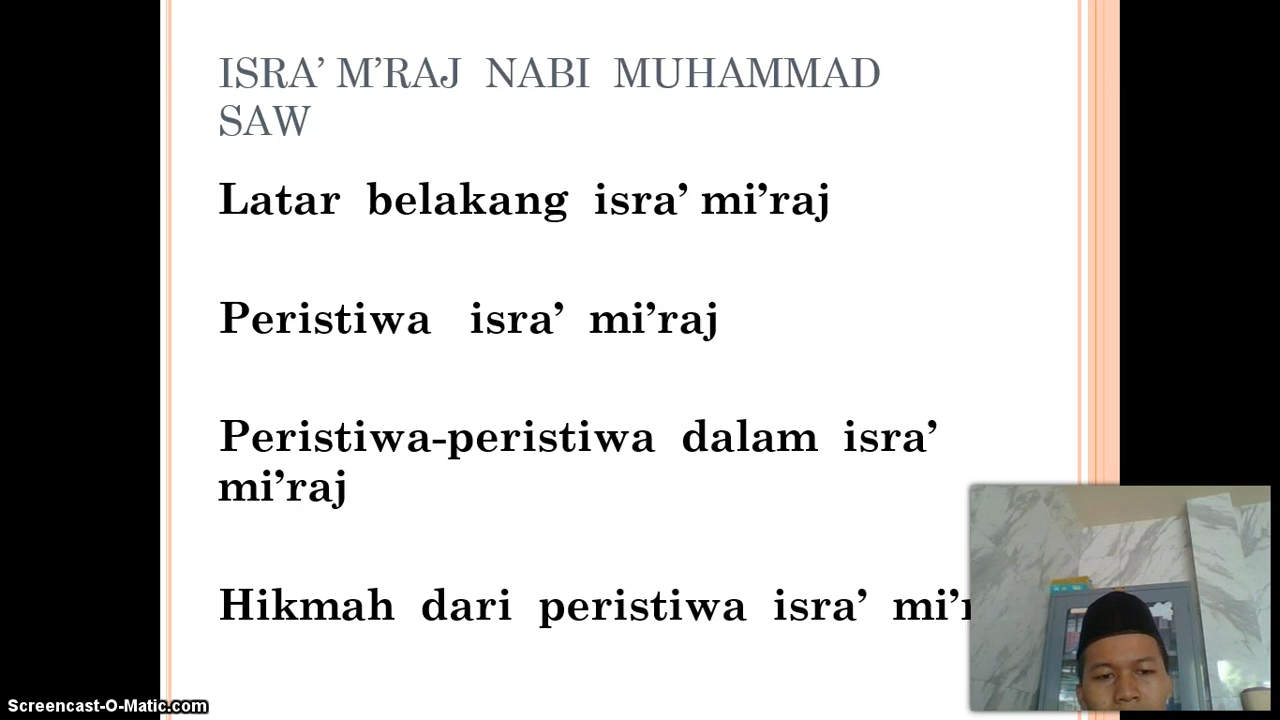 ISRA’ M’RAJ NABI MUHAMMAD
SAW
Latar belakang isra’ mi’raj
Peristiwa isra’ mi’raj
Peristiwa-peristiwa dalam isra’
mi’raj
Hikmah dari peristiwa isra’
Screencast-O-Matic.com